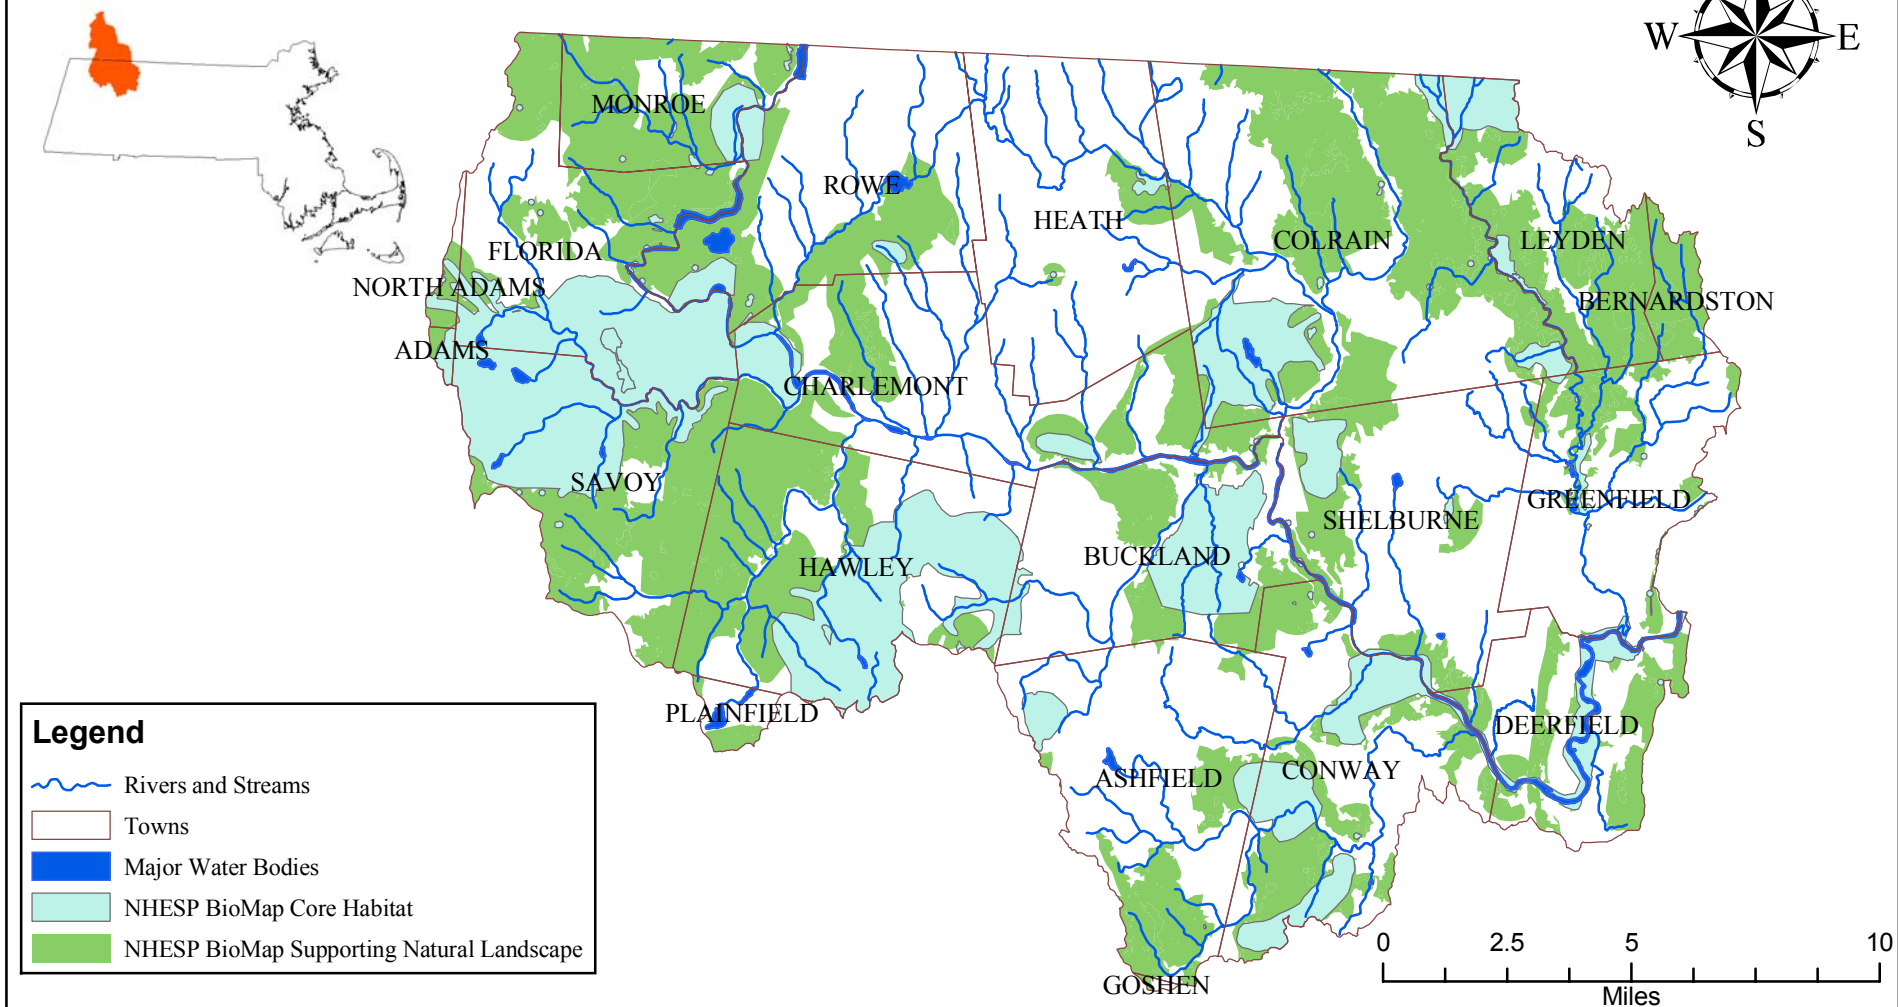 W E
S
MONROE
ROWE
HEATH
COLRAIN
LEYDEN
FLORIDA
NORTH ADAMS
BERNARDSTON
ADAMS
CHARLEMONT
SAVOY
GREENFIELD
SHELBURNE
BUCKLAND
HAWLEY
PLAINFIELD
DEERFIELD
ASHFIELD
CONWAY
GOSHEN
Legend
Rivers and Streams
Towns
Major Water Bodies
NHESP BioMap Core Habitat
NHESP BioMap Supporting Natural Landscape
0 2.5 5 10
Miles